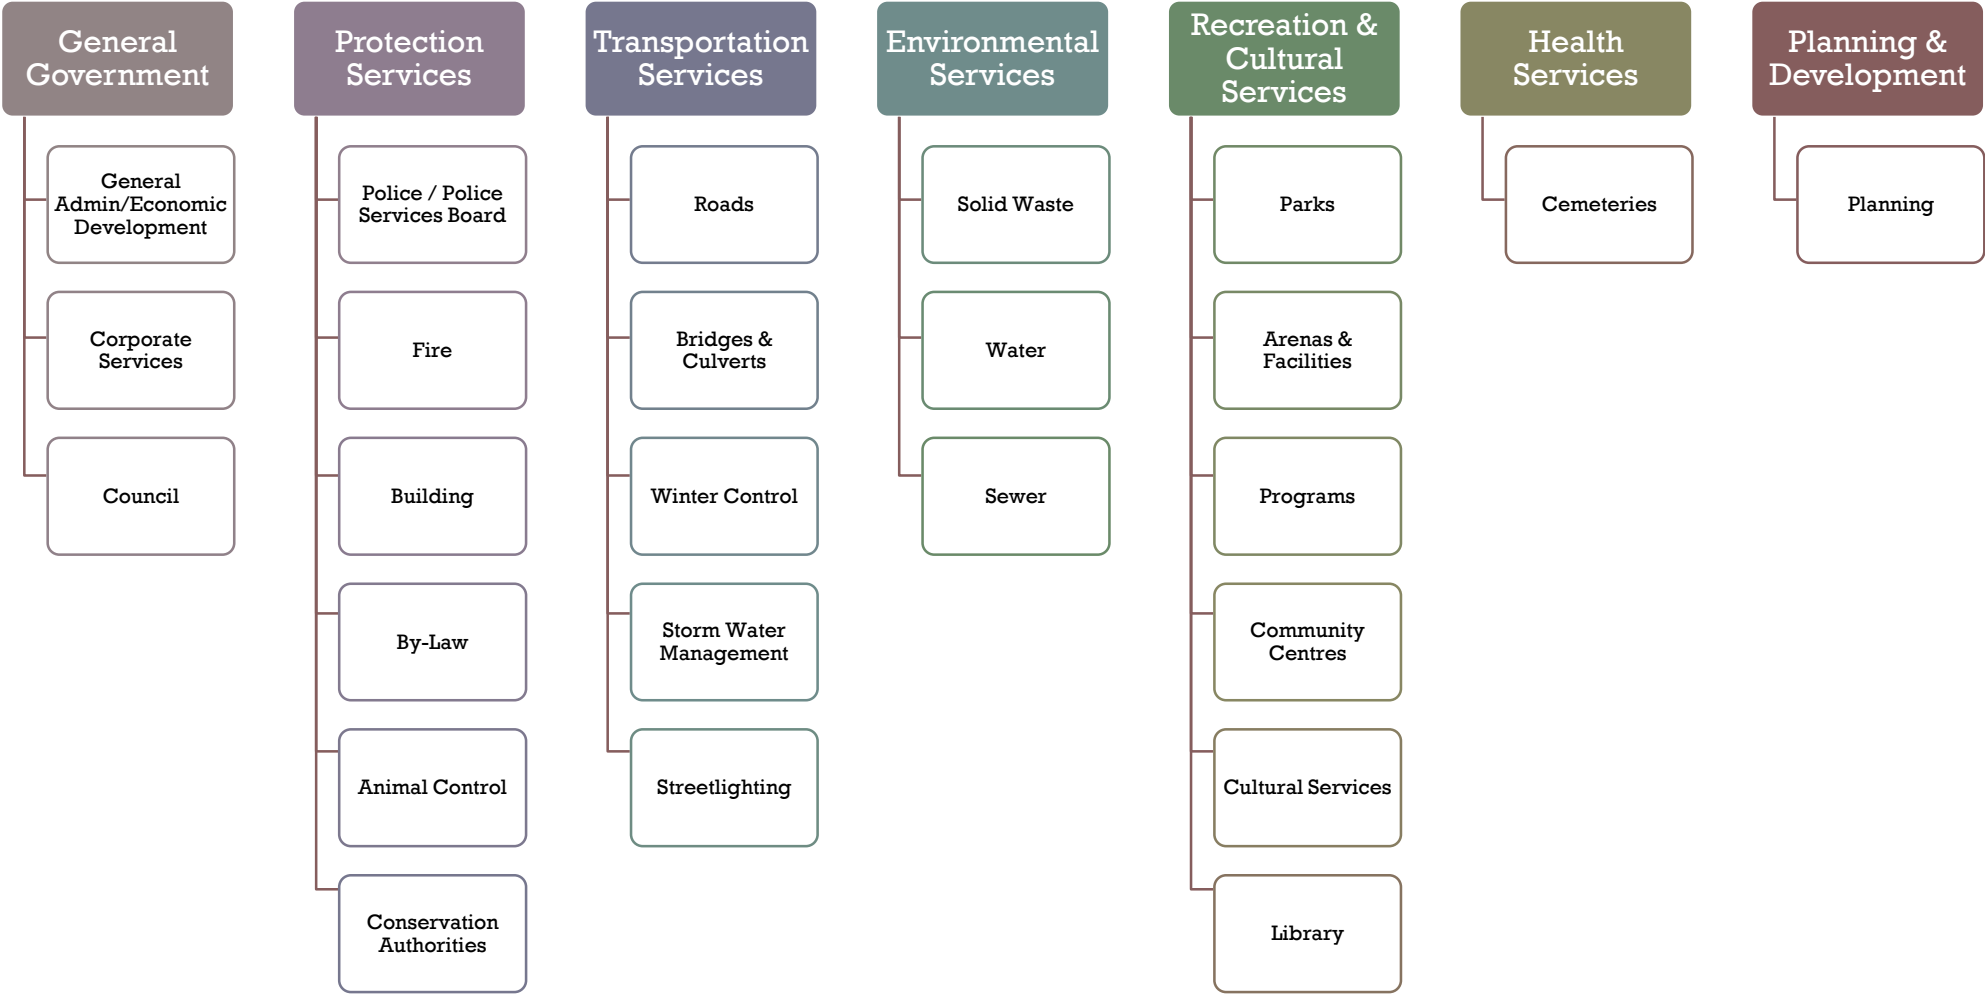 General
Government
General
Admin/Economic
Development
Corporate
Services
Council
Protection
Services
Police / Police
Services Board
Fire
Building
By-Law
Animal Control
Conservation
Authorities
Transportation
Services
Roads
Bridges &
Culverts
Winter Control
Storm Water
Management
Streetlighting
Environmental
Services
Solid Waste
Water
Sewer
Recreation &
Cultural
Services
Parks
Arenas &
Facilities
Programs
Community
Centres
Cultural Services
Library
Health
Services
Cemeteries
Planning &
Development
Planning